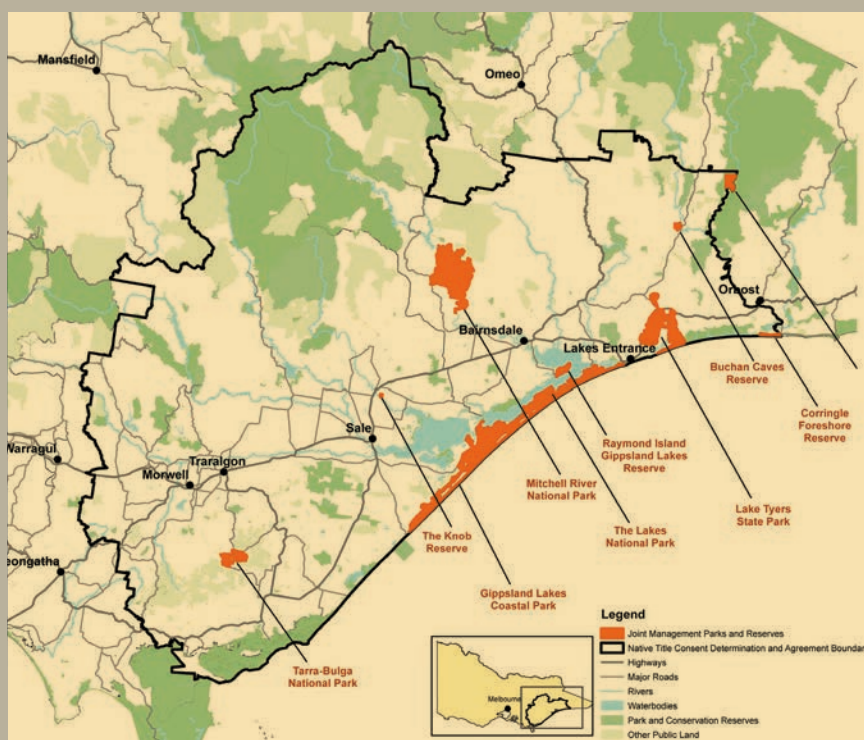 Mansfield
Omeo
Orbost
Bairnsdale
Lakes Entrance
Buchan Caves
Reserve
Corringle
Foreshore
Reserve
Sale
Raymond Island
Gippsland Lakes
Reserve
Warragul
Traralgon
Morwell
Mitchell River
National Park
Lake Tyers
State Park
The Knob
Reserve
The Lakes
National Park
eongatha
Gippsland Lakes
Coastal Park
Tarra-Bulga
National Park
Legend
Joint Management Parks and Reserves
Native Title Consent Determination and Agreement Boundar
Highways
Major Roads
Rivers
Waterbodies
Park and Conservation Reserves
Other Public Land
Melbourne